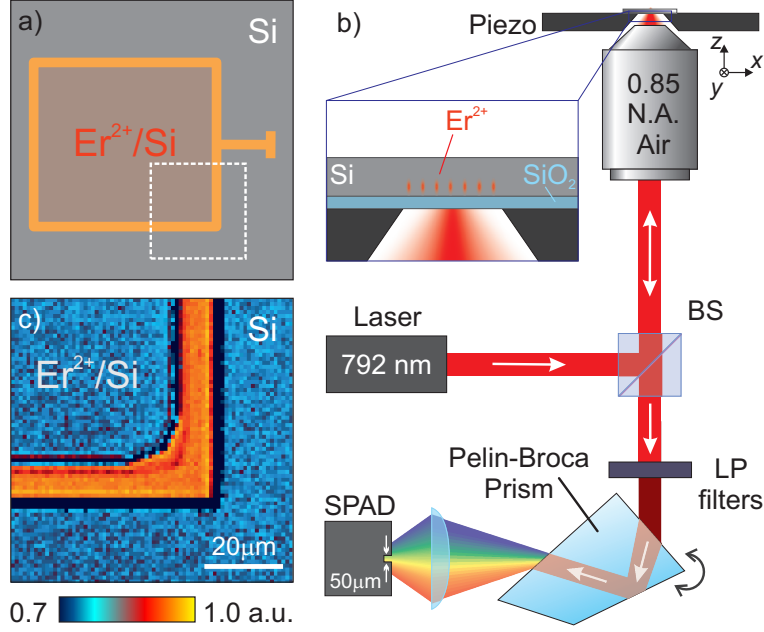 a)
Si
Er²⁺/Si
b)
Piezo
z
x
y
0.85
N.A.
Air
Er²⁺
Si
SiO₂
c)
Si
Er²⁺/Si
20μm
0.7
1.0 a.u.
Laser
792 nm
BS
LP
filters
Pelin-Broca
Prism
SPAD
50μm